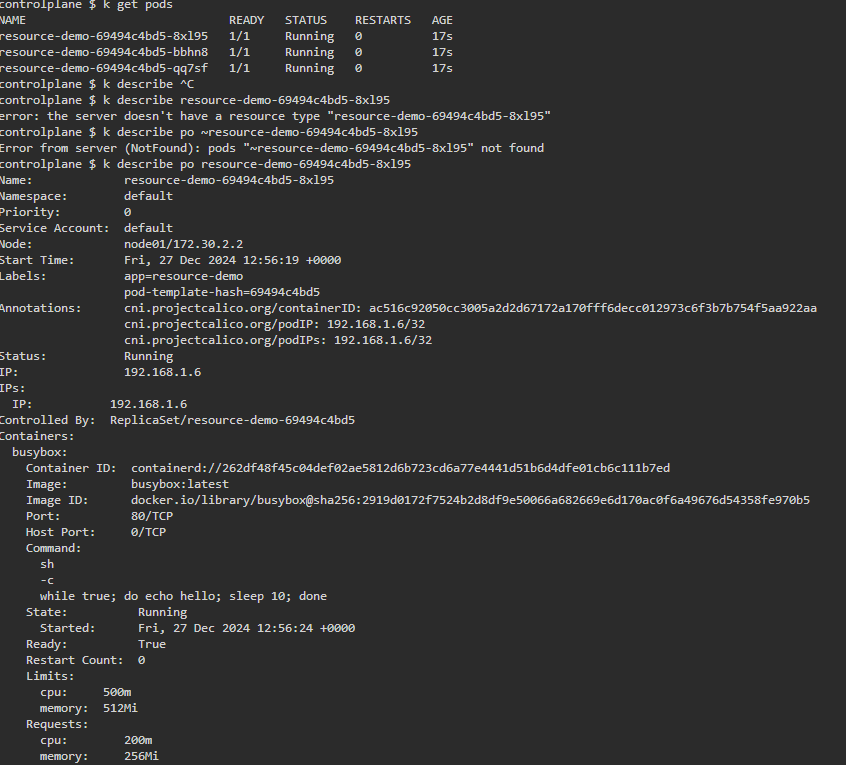 controlplane $ k get pods
NAME                             READY   STATUS    RESTARTS   AGE
resource-demo-69494c4bd5-8xl95   1/1     Running   0          17s
resource-demo-69494c4bd5-bbhn8   1/1     Running   0          17s
resource-demo-69494c4bd5-qq7sf   1/1     Running   0          17s
controlplane $ k describe ^C
controlplane $ k describe resource-demo-69494c4bd5-8xl95
error: the server doesn't have a resource type "resource-demo-69494c4bd5-8xl95"
controlplane $ k describe po ~resource-demo-69494c4bd5-8xl95
Error from server (NotFound): pods "~resource-demo-69494c4bd5-8xl95" not found
controlplane $ k describe po resource-demo-69494c4bd5-8xl95
Name:             resource-demo-69494c4bd5-8xl95
Namespace:        default
Priority:         0
Service Account:  default
Node:             node01/172.30.2.2
Start Time:       Fri, 27 Dec 2024 12:56:19 +0000
Labels:           app=resource-demo
                  pod-template-hash=69494c4bd5
Annotations:      cni.projectcalico.org/containerID: ac516c92050cc3005a2d2d67172a170fff6decc012973c6f3b7b754f5aa922aa
                  cni.projectcalico.org/podIP: 192.168.1.6/32
                  cni.projectcalico.org/podIPs: 192.168.1.6/32
Status:           Running
IP:               192.168.1.6
IPs:
  IP:           192.168.1.6
Controlled By:  ReplicaSet/resource-demo-69494c4bd5
Containers:
  busybox:
    Container ID:  containerd://262df48f45c04def02ae5812d6b723cd6a77e4441d51b6d4dfe01cb6c111b7ed
    Image:         busybox:latest
    Image ID:      docker.io/library/busybox@sha256:2919d0172f7524b2d8df9e50066a682669e6d170ac0f6a49676d54358fe970b5
    Port:          80/TCP
    Host Port:     0/TCP
    Command:
      sh
      -c
      while true; do echo hello; sleep 10; done
    State:          Running
      Started:      Fri, 27 Dec 2024 12:56:24 +0000
    Ready:          True
    Restart Count:  0
    Limits:
      cpu:     500m
      memory:  512Mi
    Requests:
      cpu:        200m
      memory:     256Mi